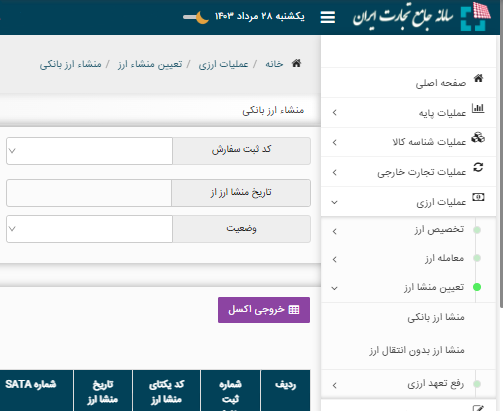 سامانه جامع تجارت ایران
یکشنبه ۲۸ مرداد ۱۴۰۳
صفحه اصلی
عملیات پایه
عملیات شناسه کالا
عملیات تجارت خارجی
عملیات ارزی
تخصیص ارز
معامله ارز
تعیین منشا ارز
منشا ارز بانکی
منشا ارز بدون انتقال ارز
رفع تعهد ارزی
خانه / عملیات ارزی / تعیین منشاء ارز / منشاء ارز بانکی
منشاء ارز بانکی
کد ثبت سفارش
تاریخ منشا ارز از
وضعیت
خروجی اکسل
ردیف
شماره
ثبت
کد یکتای
منشا ارز
تاریخ
منشا ارز
شماره SATA